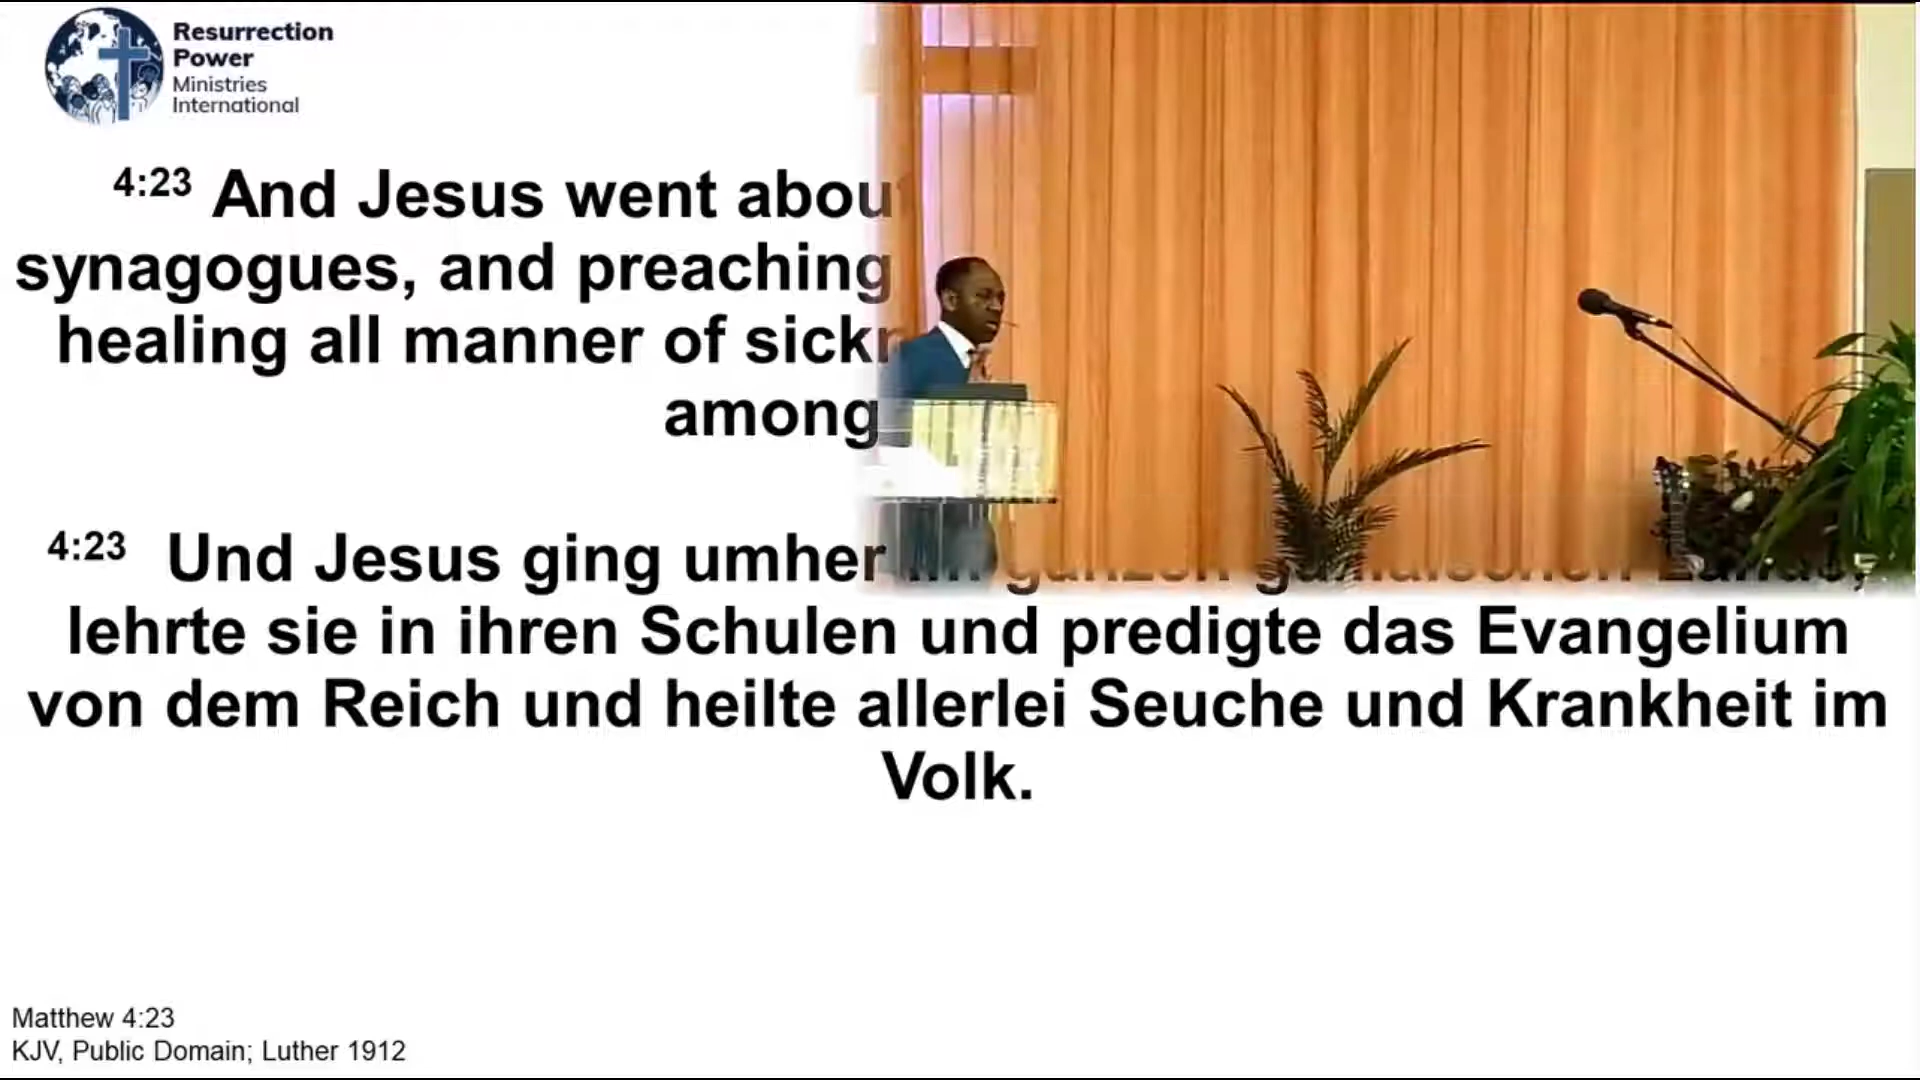 Resurrection
Power
Ministries
International
4:23 And Jesus went abou
synagogues, and preaching
healing all manner of sick
among
4:23 Und Jesus ging umher
lehrte sie in ihren Schulen und predigte das Evangelium
von dem Reich und heilte allerlei Seuche und Krankheit im
Volk.
Matthew 4:23
KJV, Public Domain; Luther 1912